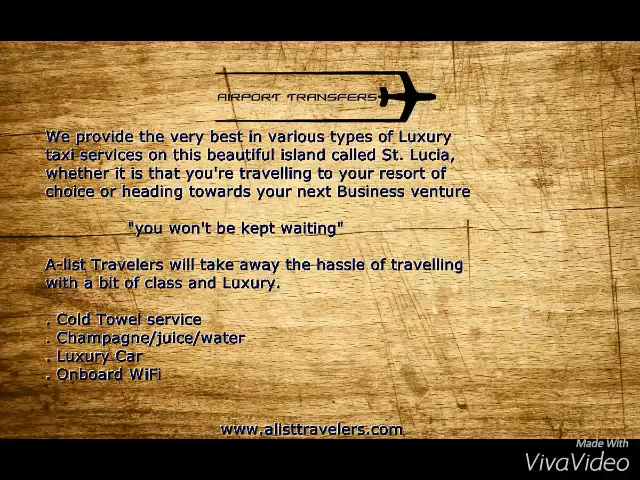 AIRPORT TRANSFERS
We provide the very best in various types of Luxury
taxi services on this beautiful island called St. Lucia,
whether it is that you're travelling to your resort of
choice or heading towards your next Business venture
"you won't be kept waiting"
A-list Travelers will take away the hassle of travelling
with a bit of class and Luxury.
. Cold Towel service
. Champagne/juice/water
. Luxury Car
. Onboard WiFi
www.alisttravelers.com
Made With
VivaVideo